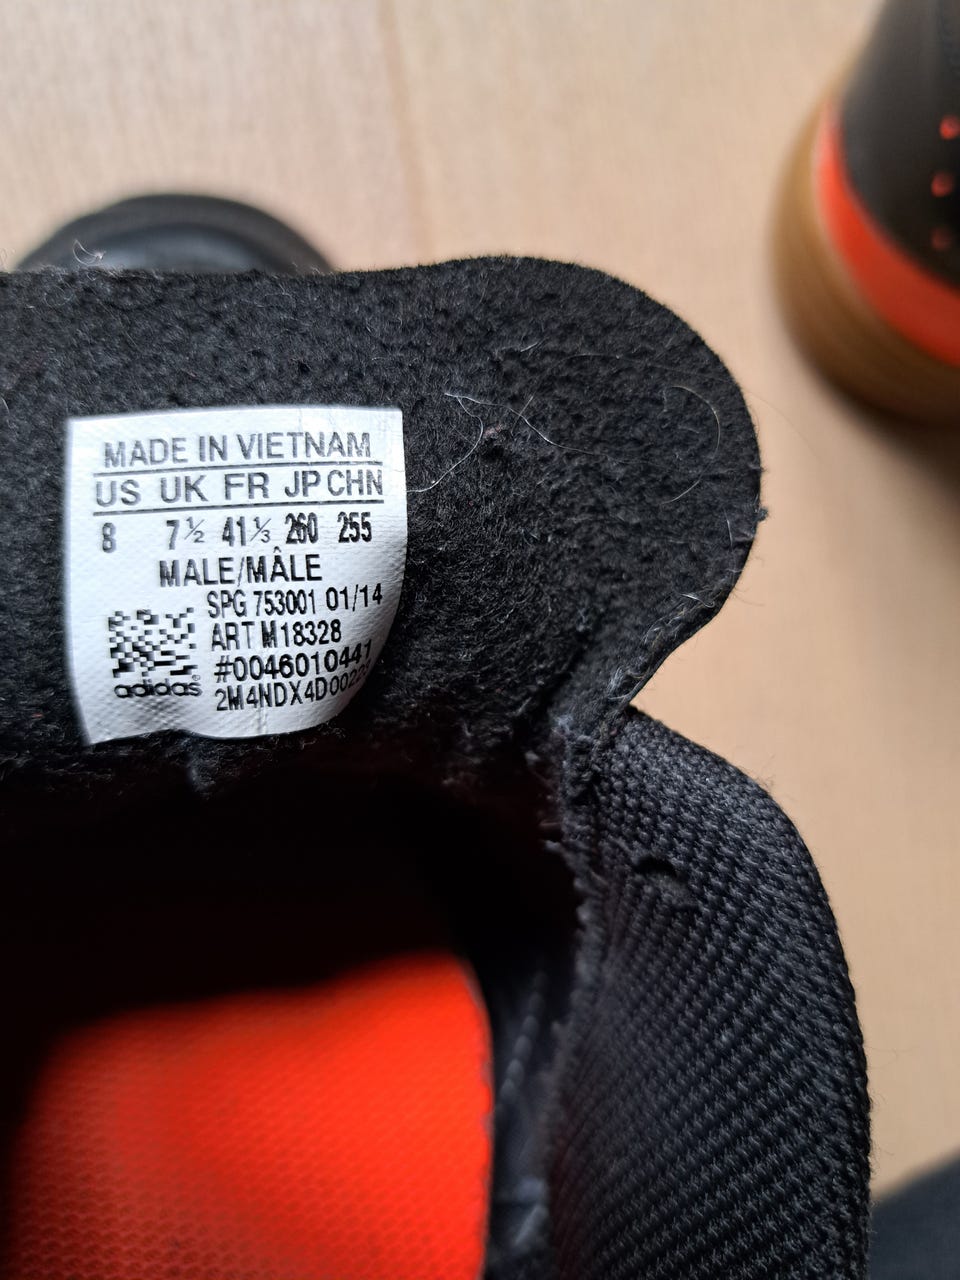 MADE IN VIETNAM
US UK FR JP CHN
8 7½ 41⅓ 260 255
MALE/MÂLE
SPG 753001 01/14
ART M18328
#0046010441
adidas